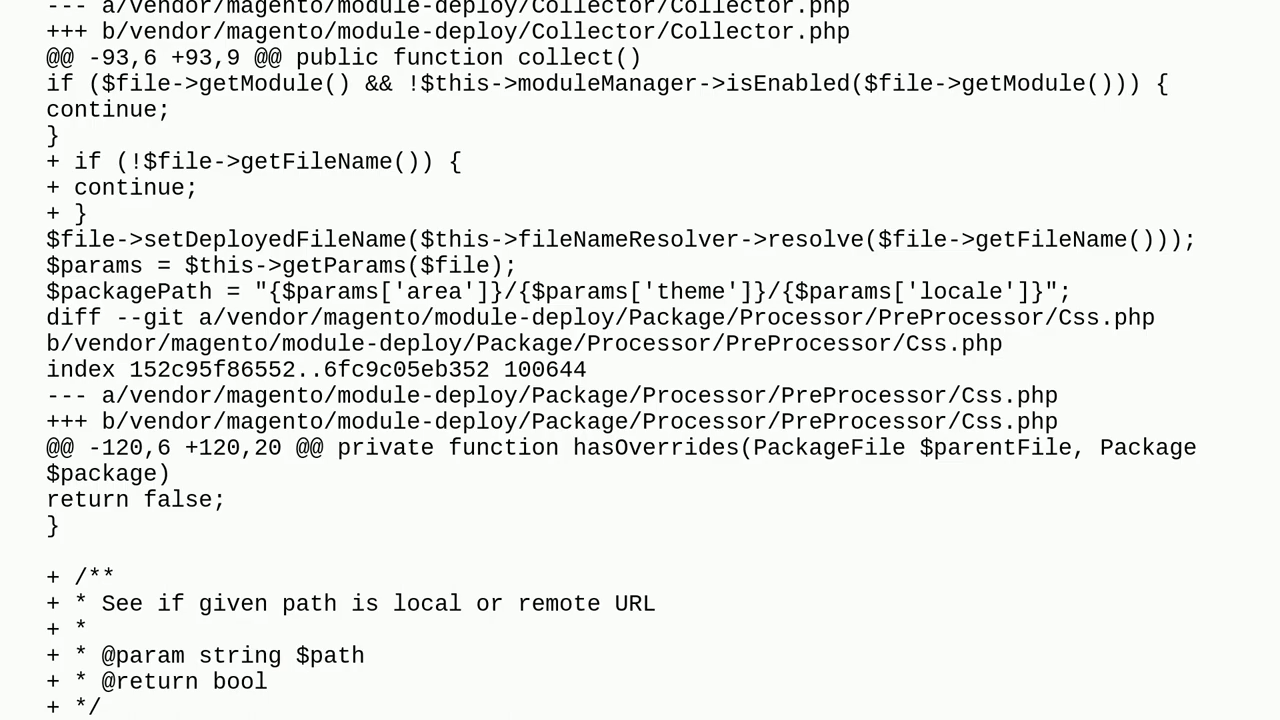 --- a/vendor/magento/module-deploy/Collector/Collector.php
+++ b/vendor/magento/module-deploy/Collector/Collector.php
@@ -93,6 +93,9 @@ public function collect()
if ($file->getModule() && !$this->moduleManager->isEnabled($file->getModule())) {
continue;
}
+ if (!$file->getFileName()) {
+ continue;
+ }
$file->setDeployedFileName($this->fileNameResolver->resolve($file->getFileName()));
$params = $this->getParams($file);
$packagePath = "{$params['area']}/{$params['theme']}/{$params['locale']}";
diff --git a/vendor/magento/module-deploy/Package/Processor/PreProcessor/Css.php
b/vendor/magento/module-deploy/Package/Processor/PreProcessor/Css.php
index 152c95f86552..6fc9c05eb352 100644
--- a/vendor/magento/module-deploy/Package/Processor/PreProcessor/Css.php
+++ b/vendor/magento/module-deploy/Package/Processor/PreProcessor/Css.php
@@ -120,6 +120,20 @@ private function hasOverrides(PackageFile $parentFile, Package
$package)
return false;
}
+ /**
+ * See if given path is local or remote URL
+ *
+ * @param string $path
+ * @return bool
+ */